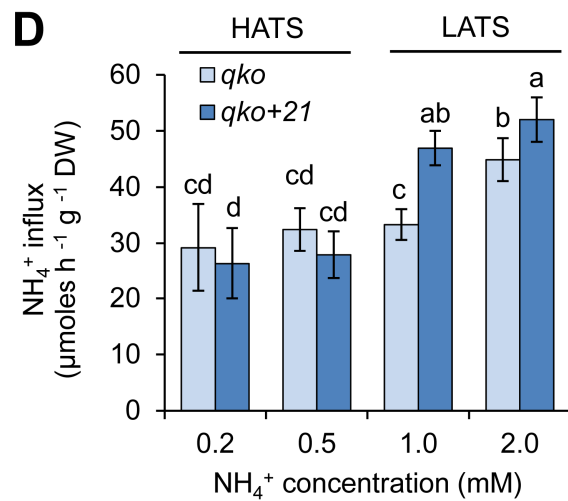 D
HATS
LATS
60
50
40
30
20
10
0
NH₄⁺ influx
(µmoles h⁻¹ g⁻¹ DW)
qko
qko+21
cd
d
cd
cd
c
ab
b
a
0.2
0.5
1.0
2.0
NH₄⁺ concentration (mM)